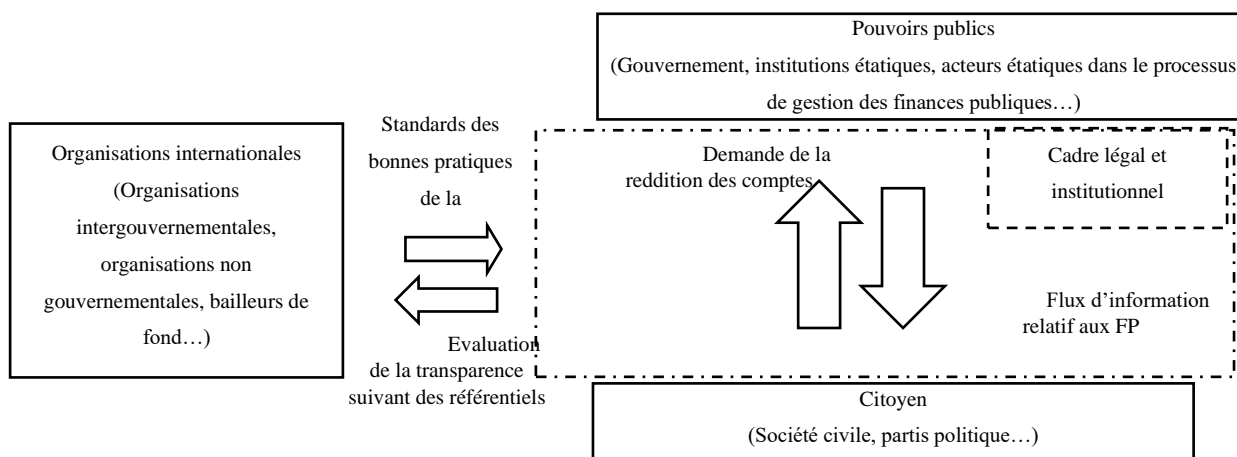 Pouvoirs publics
(Gouvernement, institutions étatiques, acteurs étatiques dans le processus
de gestion des finances publiques…)
Organisations internationales
(Organisations
intergouvernementales,
organisations non
gouvernementales, bailleurs de
fond…)
Standards des
bonnes pratiques
de la
Demande de la
reddition des comptes
Cadre légal et
institutionnel
Flux d’information
relatif aux FP
Evaluation
de la transparence
suivant des référentiels
Citoyen
(Société civile, partis politique…)